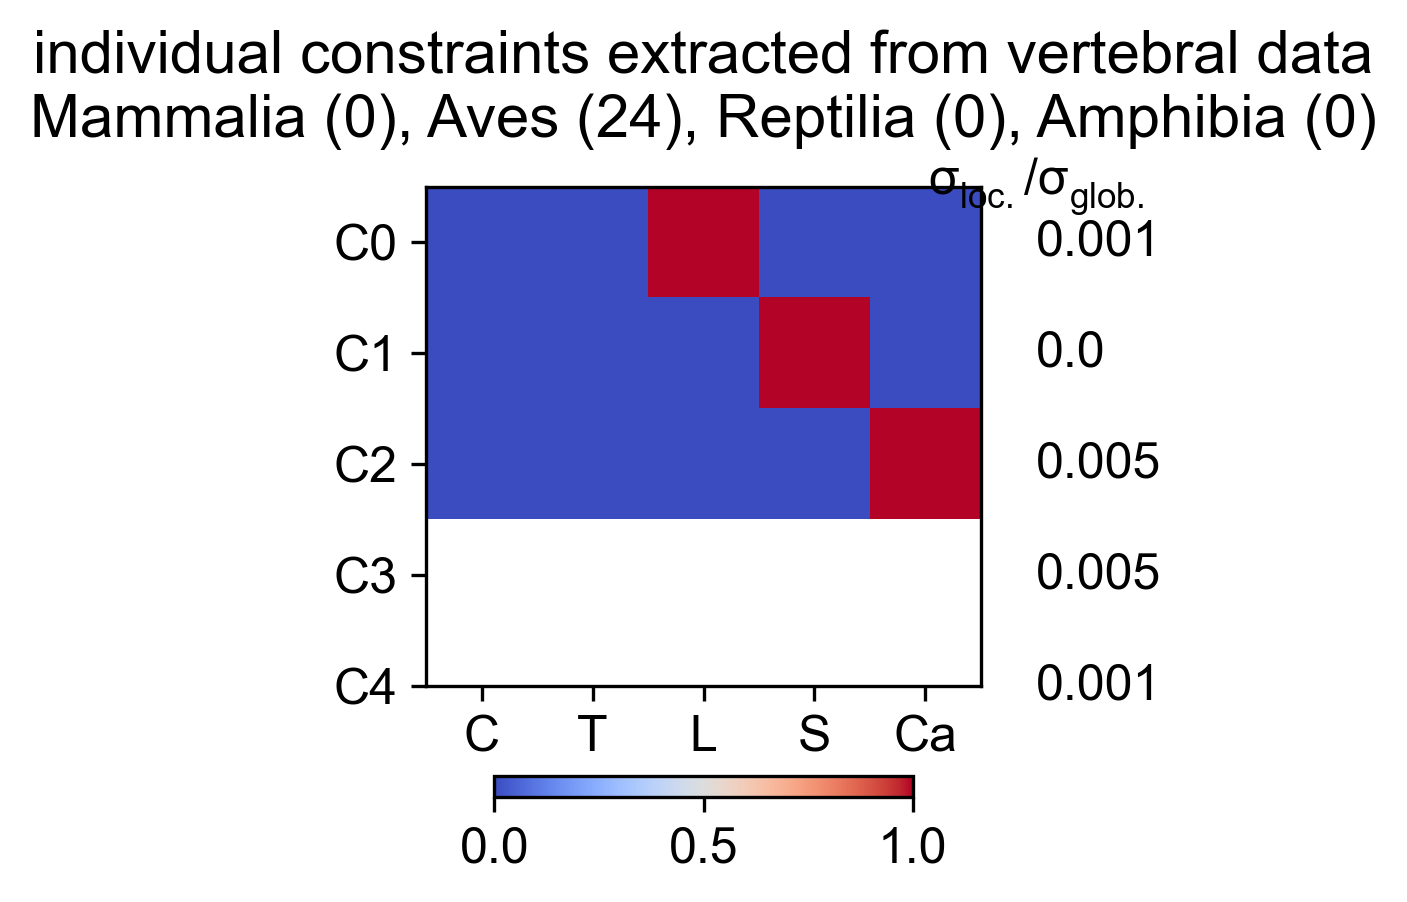 individual constraints extracted from vertebral data
Mammalia (0), Aves (24), Reptilia (0), Amphibia (0)
σloc. /σglob.
C0 0.001
C1 0.0
C2 0.005
C3 0.005
C4 0.001
C T L S Ca
0.0 0.5 1.0